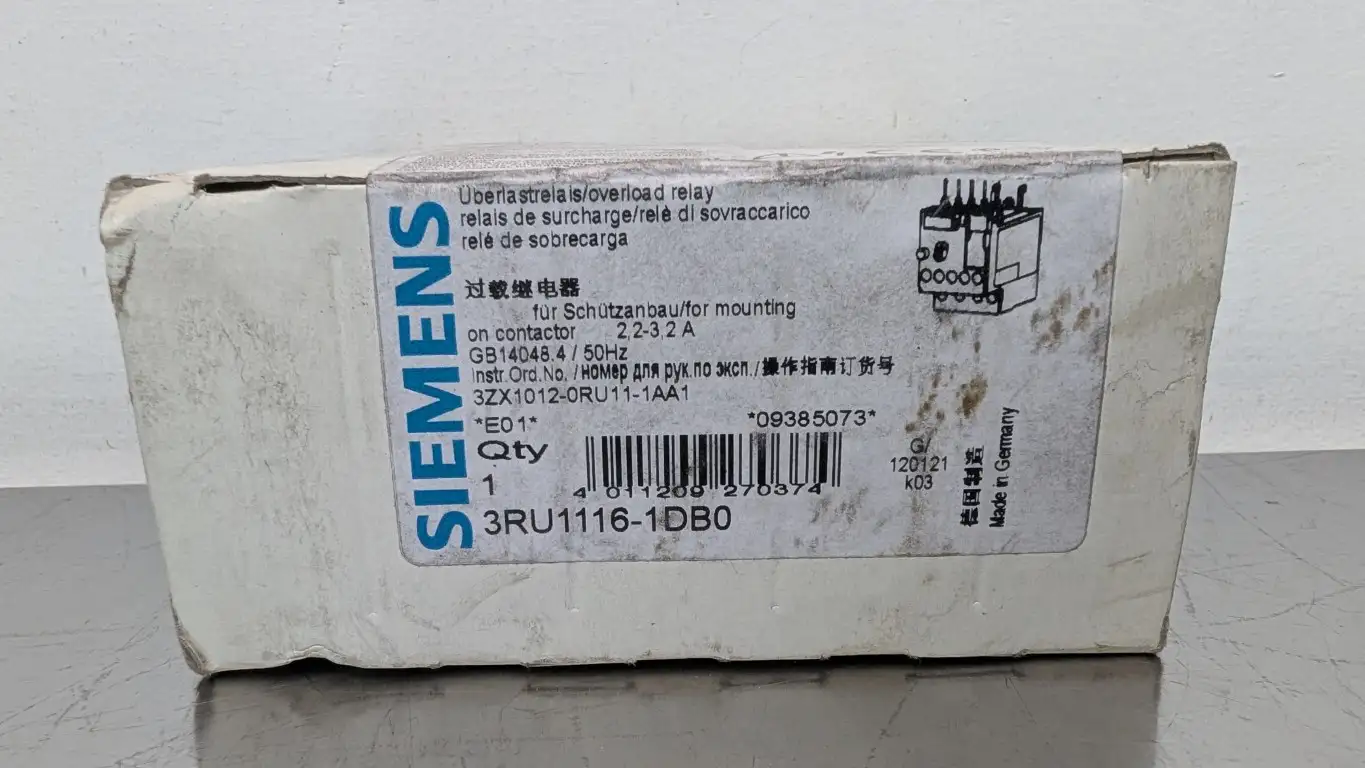 SIEMENS
Überlastrelais/overload relay
relais de surcharge/relè di sovraccarico
relé de sobrecarga
过载继电器
für Schützanbau/for mounting
on contactor 2,2-3,2 A
GB14048.4 / 50Hz
Instr.Ord.No. /номер для рук.по эксп./操作指南订货号
3ZX1012-0RU11-1AA1
*E01* *09385073*
Qty
1
4 011209 270374
3RU1116-1DB0
G/
120121
k03
德国制造
Made in Germany